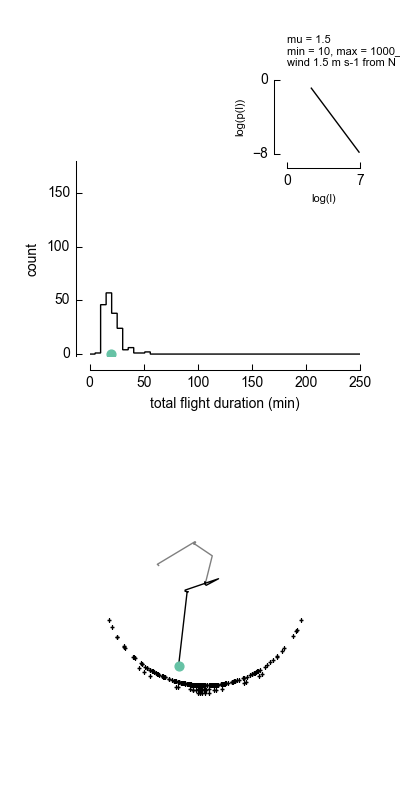 mu = 1.5
min = 10, max = 1000_
wind 1.5 m s-1 from N
0
log(p(l))
−8
0
7
log(l)
150
100
50
0
count
0
50
100
150
200
250
total flight duration (min)